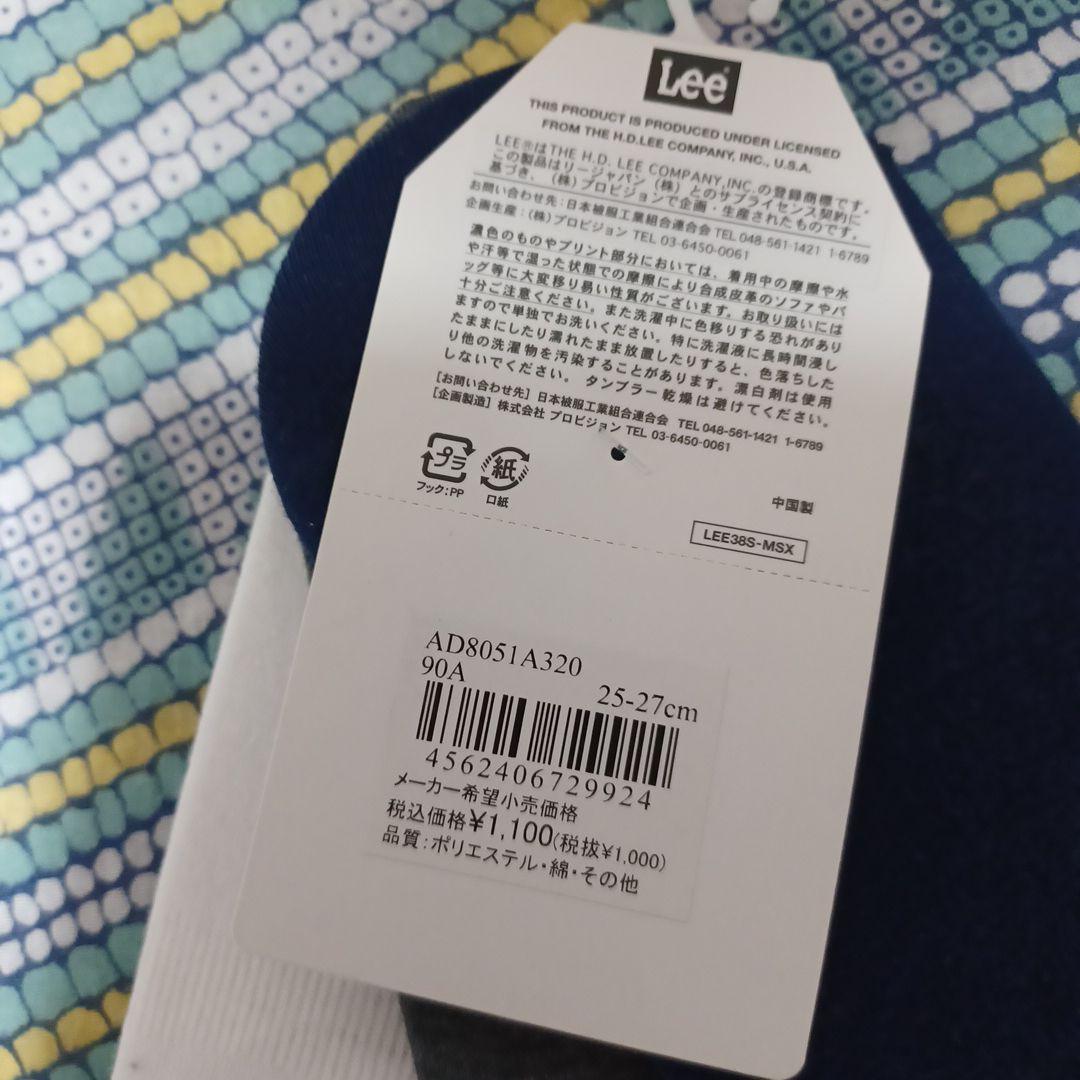 Lee
THIS PRODUCT IS PRODUCED UNDER LICENSED
FROM THE H.D.LEE COMPANY, INC., U.S.A.
LEE®はTHE H.D. LEE COMPANY,INC.の登録商標です。
この製品はリージャパン（株）とのサブライセンス契約に
基づき、（株）プロビジョンで企画・生産されたものです。
お問い合わせ先：日本被服工業組合連合会 TEL 048-561-1421 1-6789
企画生産：（株）プロビジョン TEL 03-6450-0061
濃色のものやプリント部分においては、着用中の摩擦や水
や汗等で湿った状態での摩擦により合成皮革のソファやバ
ッグ等に大変移り易い性質がございます。お取り扱いには
十分ご注意ください。また洗濯中に色移りする恐れがあり
ますので単独でお洗いください。特に洗濯液に長時間浸し
たままにしたり濡れたまま放置したりすると、色落ちした
り他の洗濯物を汚染することがあります。漂白剤は使用
しないでください。タンブラー乾燥は避けてください。
[お問い合わせ先] 日本被服工業組合連合会 TEL 048-561-1421 1-6789
[企画製造] 株式会社 プロビジョン TEL 03-6450-0061
プラ 紙
フック：PP 口紙
中国製
LEE38S-MSX
AD8051A320
90A
25-27cm
4562406729924
メーカー希望小売価格
税込価格¥1,100(税抜¥1,000)
品質：ポリエステル・綿・その他